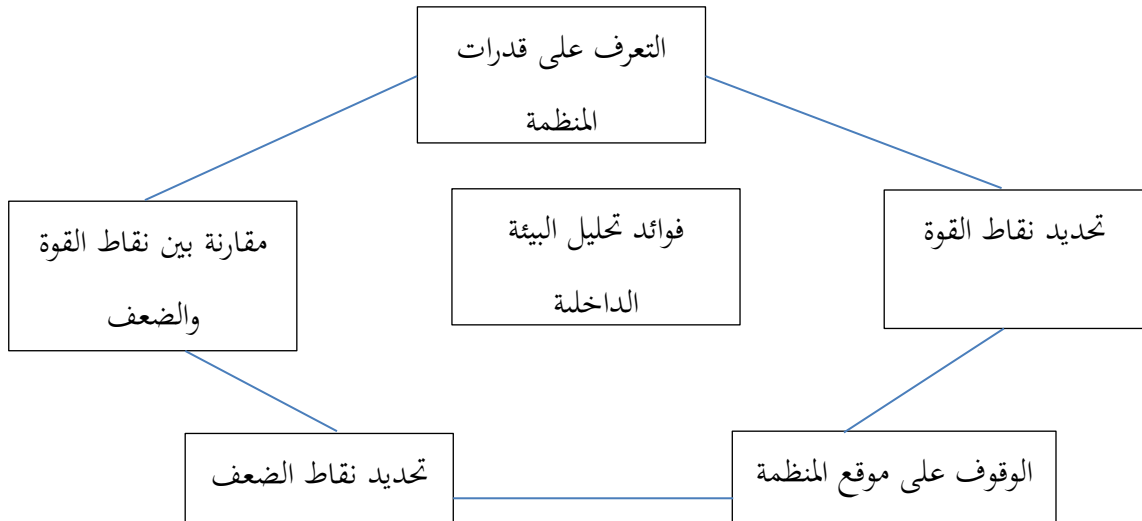 التعرف على قدرات
المنظمة
تحديد نقاط القوة
فوائد تحليل البيئة
الداخلية
مقارنة بين نقاط القوة
والضعف
الوقوف على موقع المنظمة
تحديد نقاط الضعف